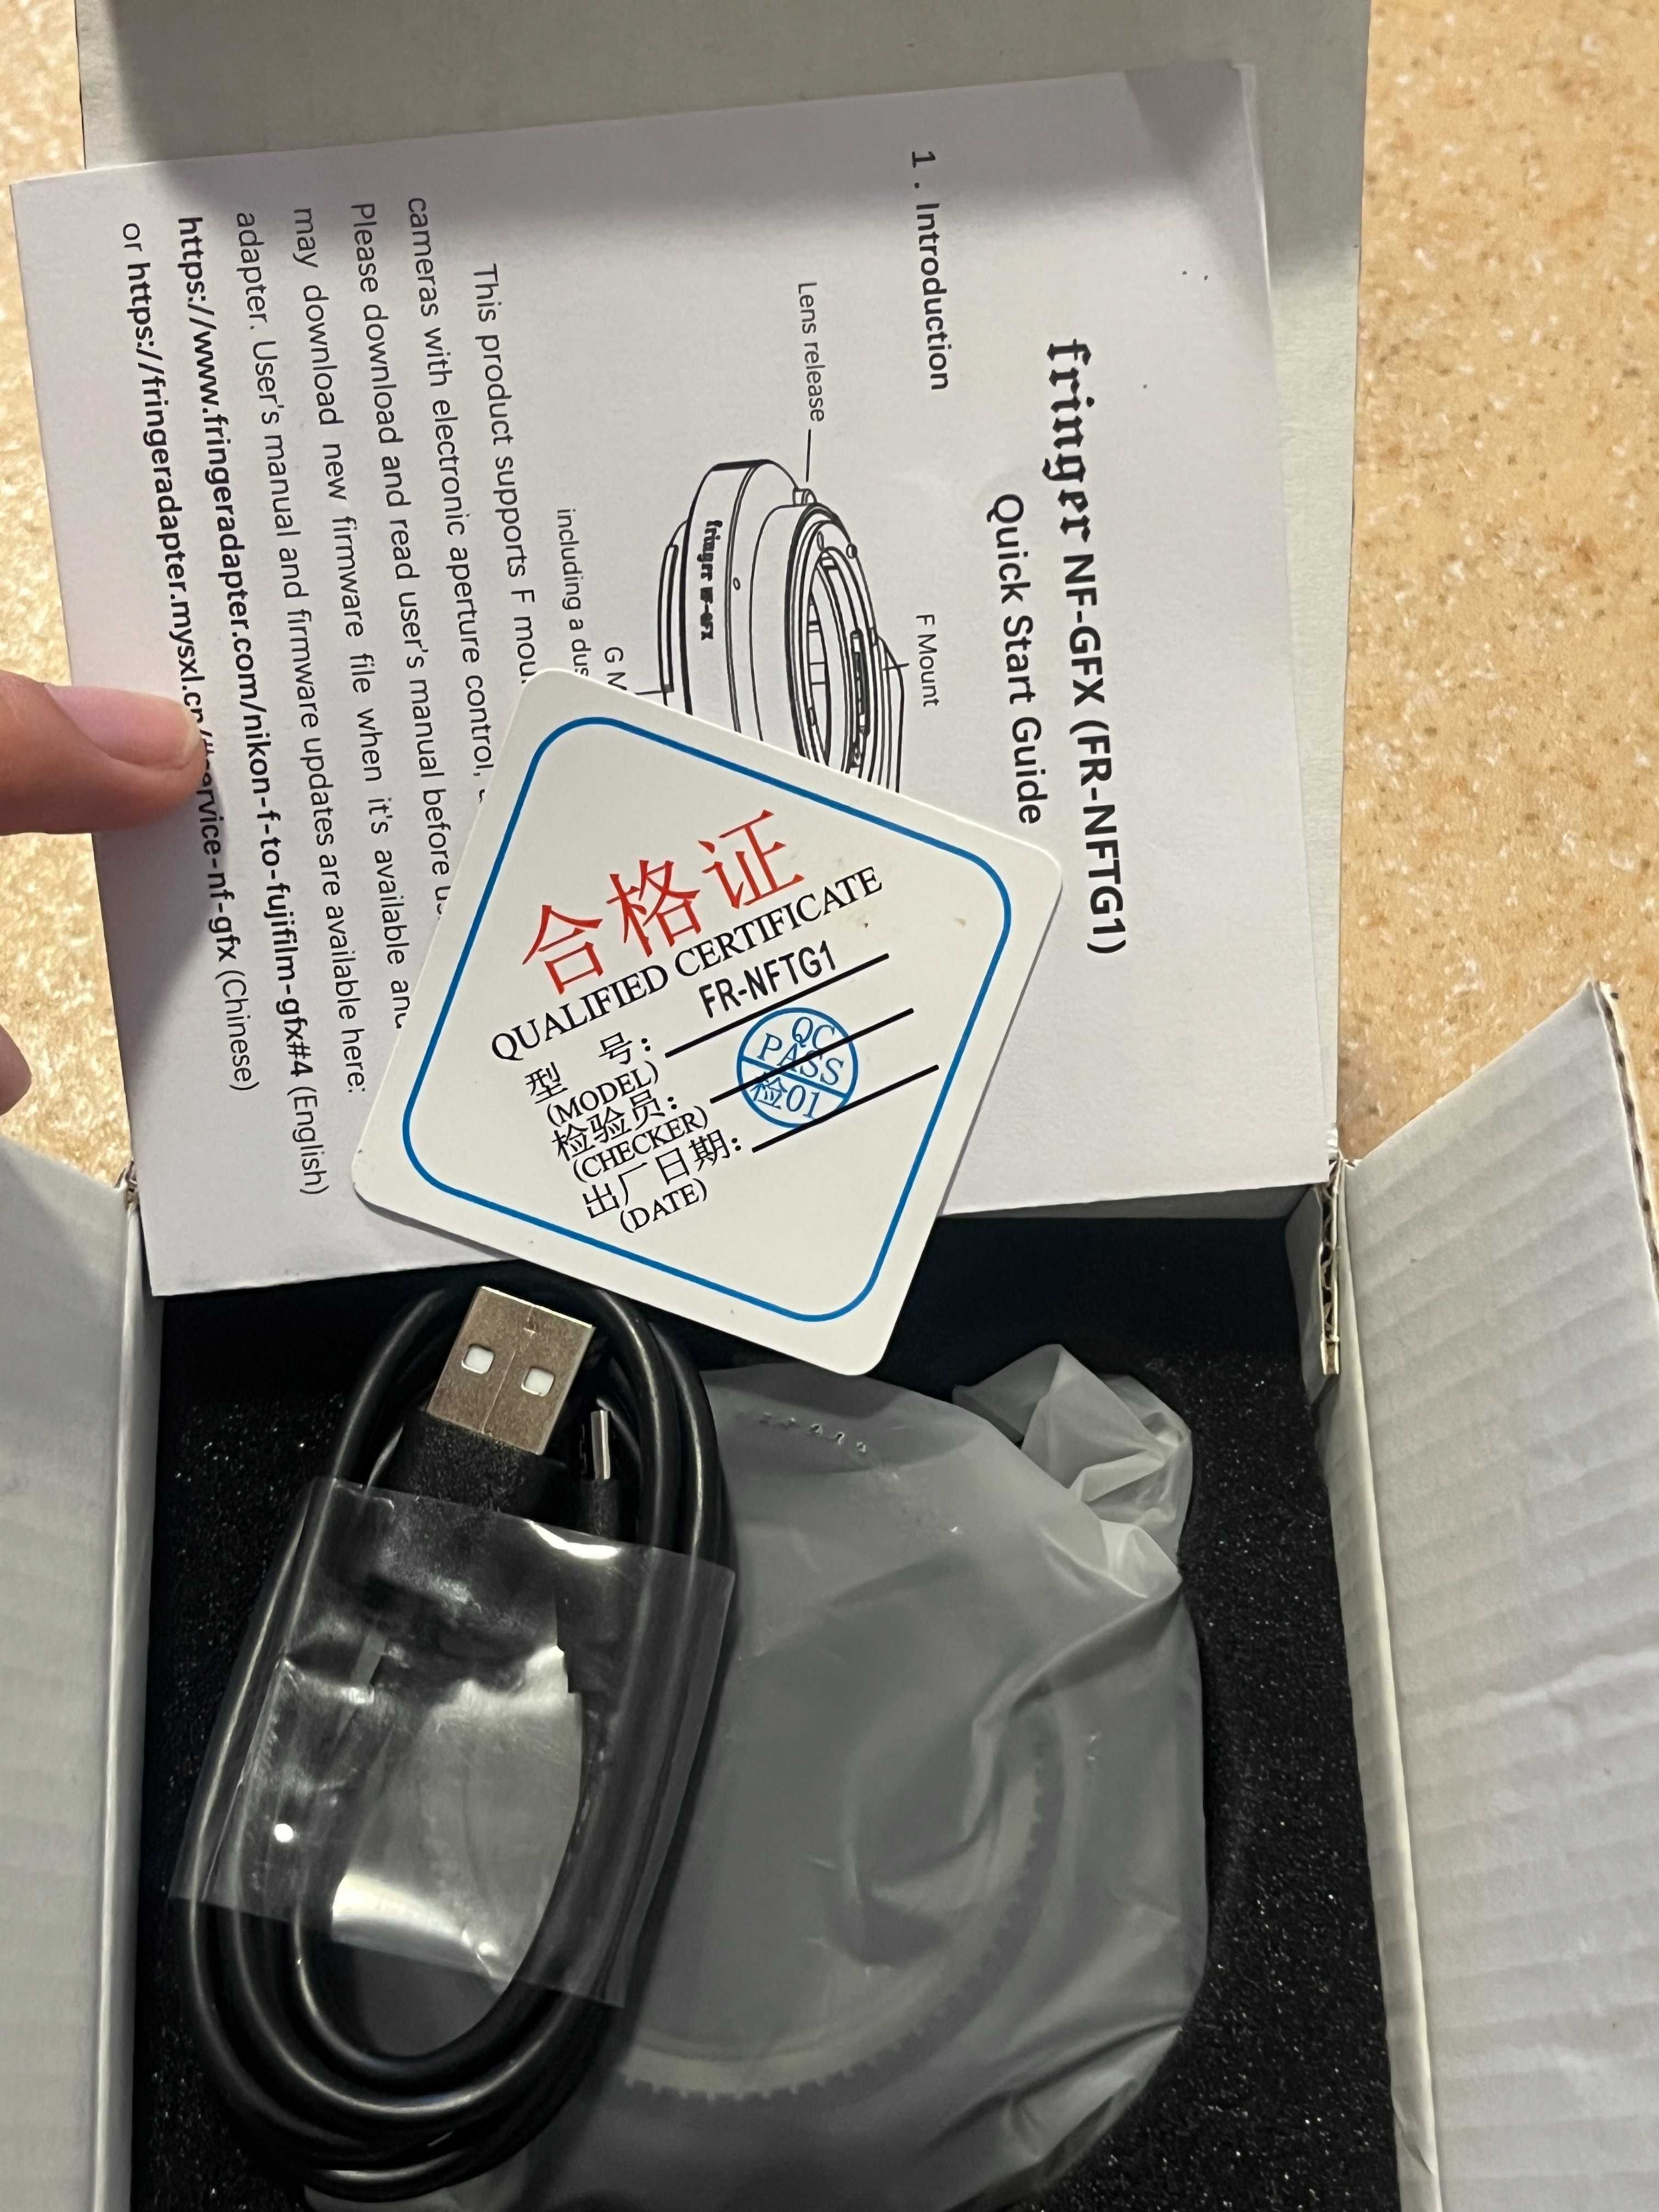 fringer NF-GFX (FR-NFTG1)
Quick Start Guide
1 . Introduction
Lens release
F Mount
fringer NF-GFX
G M
including a dus
This product supports F mou
cameras with electronic aperture control,
Please download and read user's manual before
may download new firmware file when it's available and
adapter. User's manual and firmware updates are available here:
https://www.fringeradapter.com/nikon-f-to-fujifilm-gfx#4 (English)
or https://fringeradapter.mysxl.cn/#service-nf-gfx (Chinese)
合格证
QUALIFIED CERTIFICATE
型 号: FR-NFTG1
(MODEL)
检验员: QC PASS 检01
(CHECKER)
出厂日期:
(DATE)